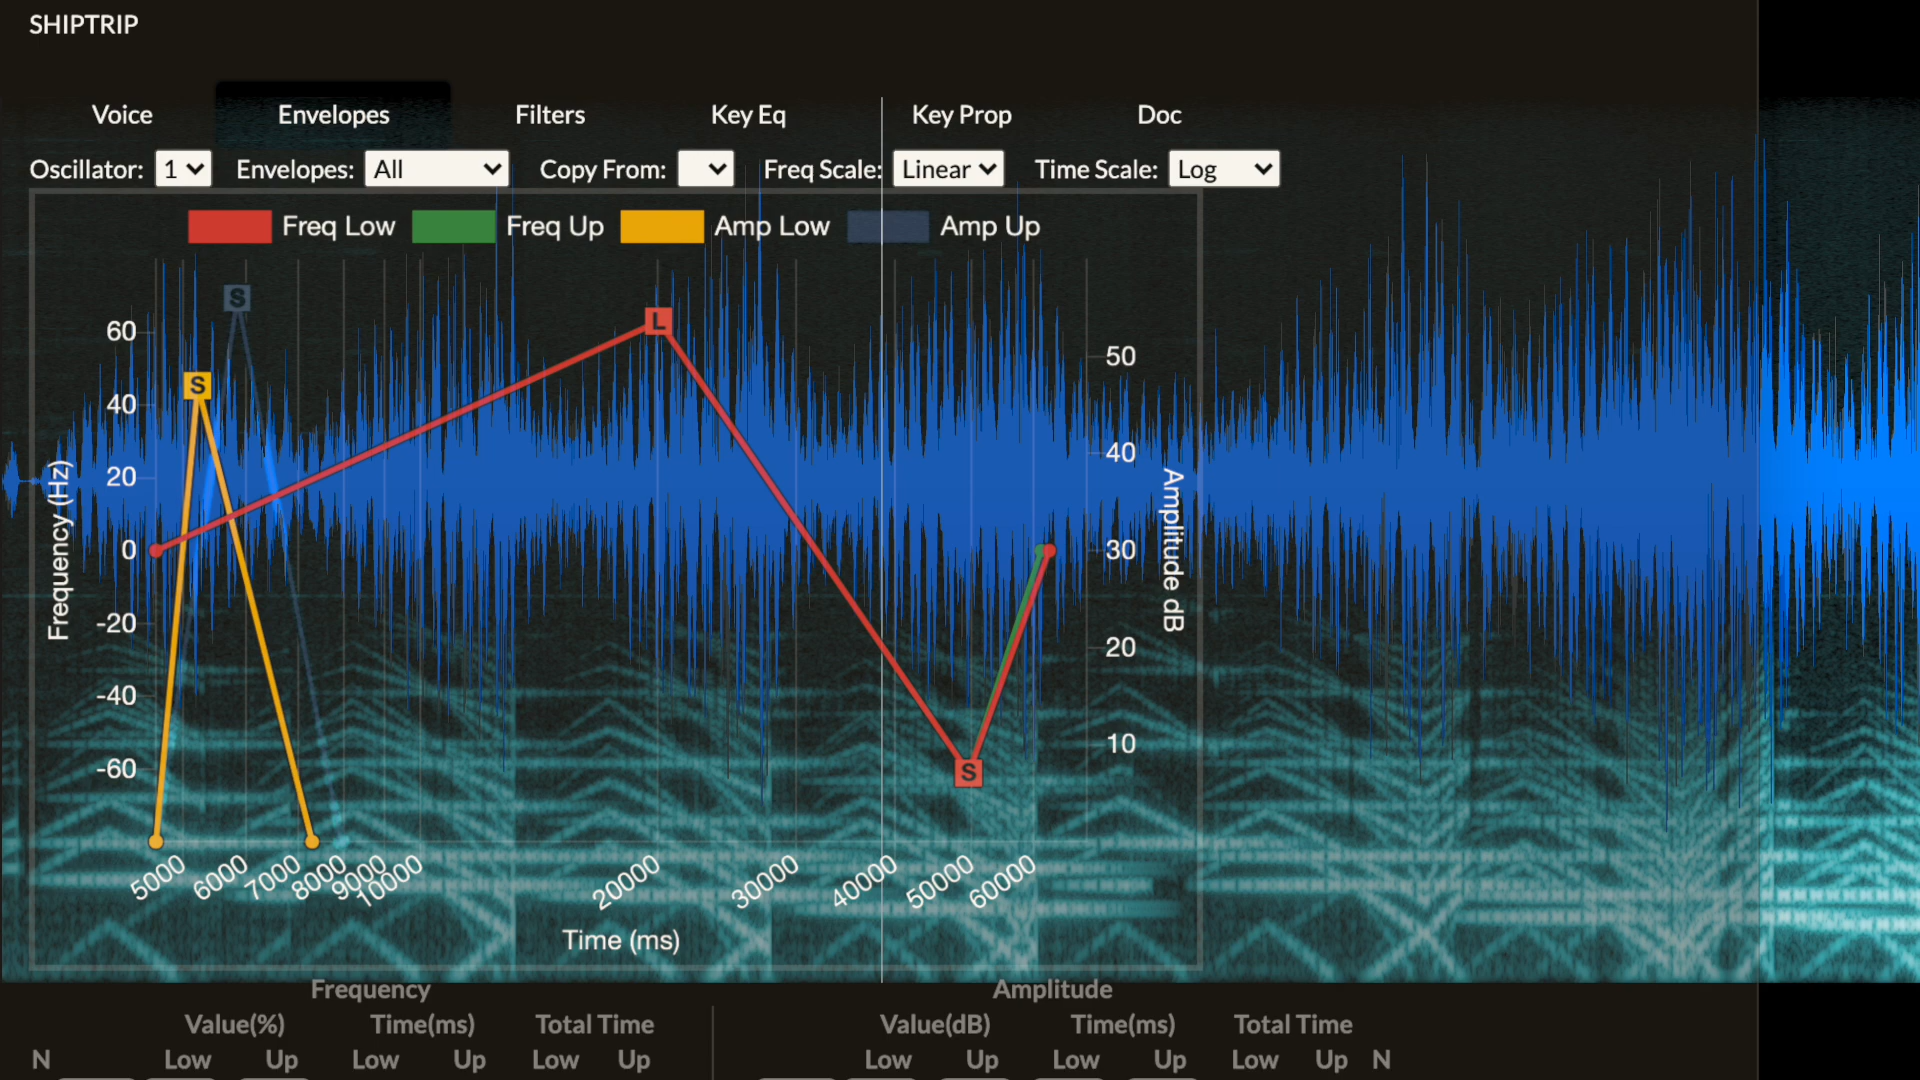 SHIPTRIP
Voice Envelopes Filters Key Eq Key Prop Doc
Oscillator: 1 Envelopes: All Copy From: Freq Scale: Linear Time Scale: Log
Freq Low Freq Up Amp Low Amp Up
S
60
L
50
S
40
40
20
0
30
-20
20
-40
10
-60
S
Frequency (Hz)
Amplitude dB
5000 6000 7000 8000 9000 10000 20000 30000 40000 50000 60000
Time (ms)
Frequency Amplitude
Value(%) Time(ms) Total Time Value(dB) Time(ms) Total Time
N Low Up Low Up Low Up Low Up Low Up Low Up N